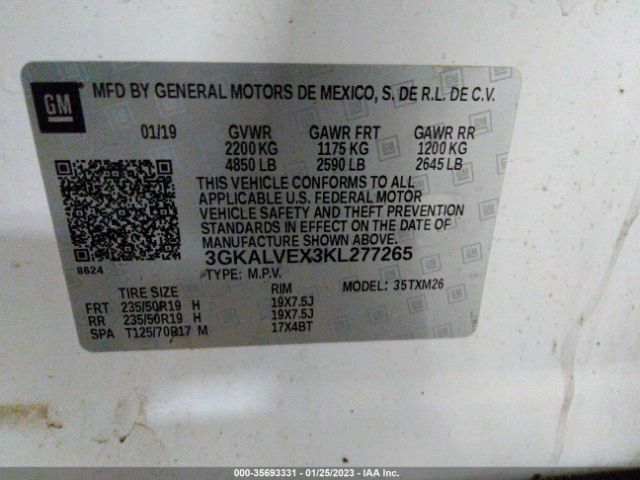 GM
MFD BY GENERAL MOTORS DE MEXICO, S. DE R.L. DE C.V.
01/19 GVWR GAWR FRT GAWR RR
2200 KG 1175 KG 1200 KG
4850 LB 2590 LB 2645 LB
THIS VEHICLE CONFORMS TO ALL
APPLICABLE U.S. FEDERAL MOTOR
VEHICLE SAFETY AND THEFT PREVENTION
STANDARDS IN EFFECT ON THE DATE OF
MANUFACTURE SHOWN ABOVE.
8624
3GKALVEX3KL277265
TYPE: M.P.V. MODEL: 35TXM26
TIRE SIZE RIM
FRT 235/50R19 H 19X7.5J
RR 235/50R19 H 19X7.5J
SPA T125/70R17 M 17X4BT
000-35693331 - 01/25/2023 - IAA Inc.